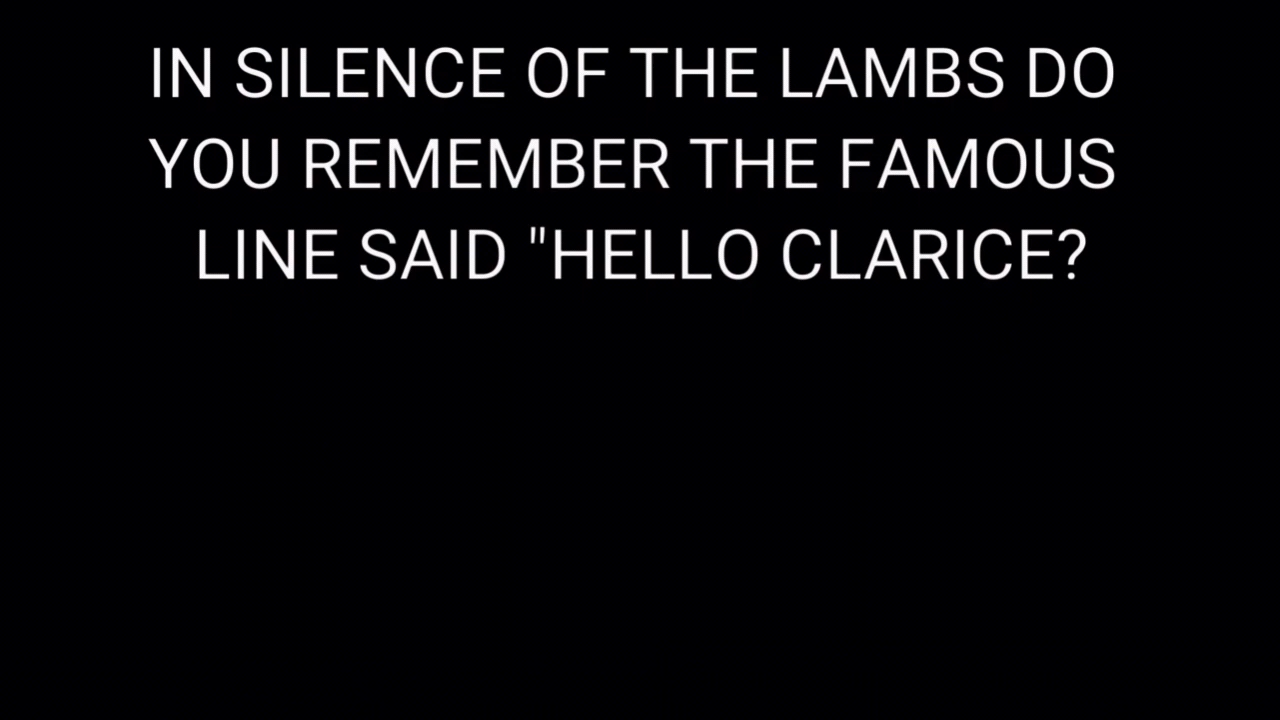 IN SILENCE OF THE LAMBS DO
YOU REMEMBER THE FAMOUS
LINE SAID "HELLO CLARICE?